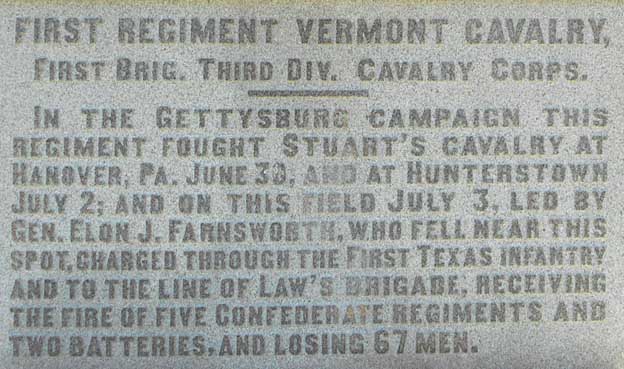 FIRST REGIMENT VERMONT CAVALRY,
FIRST BRIG. THIRD DIV. CAVALRY CORPS.
IN THE GETTYSBURG CAMPAIGN THIS
REGIMENT FOUGHT STUART'S CAVALRY AT
HANOVER, PA. JUNE 30, AND AT HUNTERSTOWN
JULY 2; AND ON THIS FIELD JULY 3, LED BY
GEN. ELON J. FARNSWORTH, WHO FELL NEAR THIS
SPOT, CHARGED THROUGH THE FIRST TEXAS INFANTRY
AND TO THE LINE OF LAW'S BRIGADE, RECEIVING
THE FIRE OF FIVE CONFEDERATE REGIMENTS AND
TWO BATTERIES, AND LOSING 67 MEN.